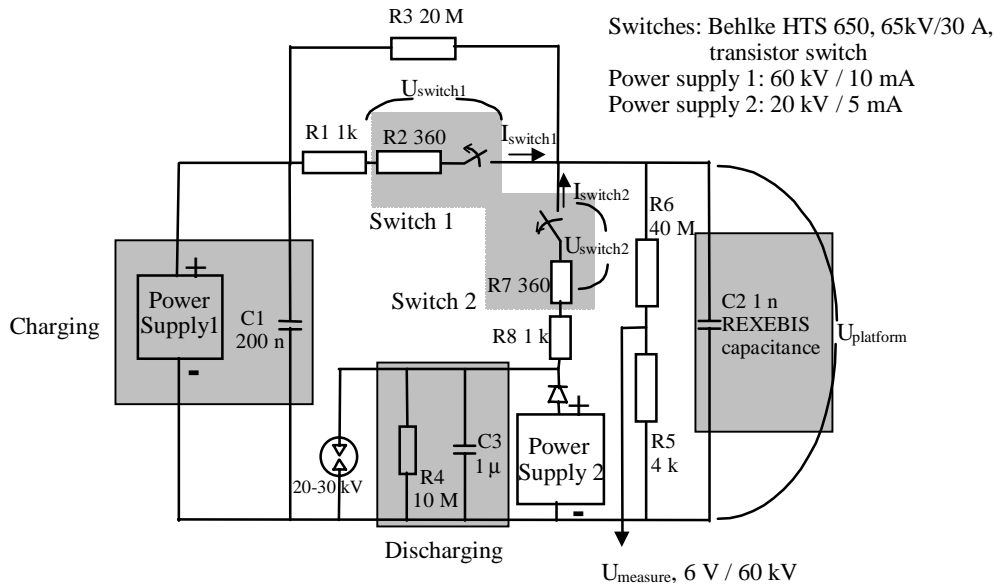 R3 20 M
Switches: Behlke HTS 650, 65kV/30 A,
transistor switch
Power supply 1: 60 kV / 10 mA
Power supply 2: 20 kV / 5 mA
Uswitch1
R1 1k
R2 360
Iswitch1
Switch 1
Iswitch2
R6
40 M
Uswitch2
R7 360
Switch 2
Charging
+
Power
Supply1
-
C1
200 n
R8 1 k
C2 1 n
REXEBIS
capacitance
Uplatform
+
Power
Supply 2
-
C3
1 μ
R4
10 M
R5
4 k
20-30 kV
Discharging
Umeasure, 6 V / 60 kV